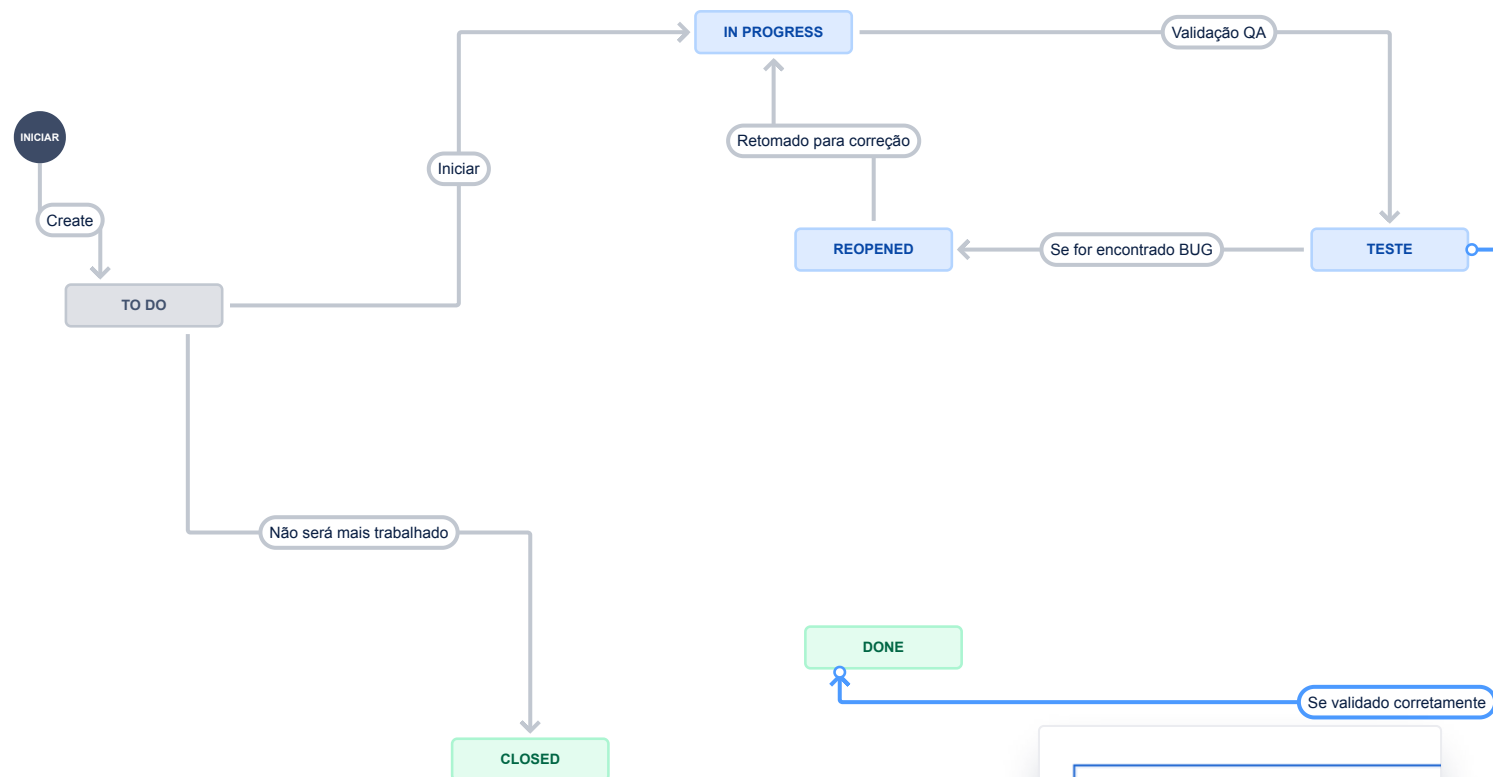 IN PROGRESS
Validação QA
INICIAR
Retomado para correção
Iniciar
Create
REOPENED
Se for encontrado BUG
TESTE
TO DO
Não será mais trabalhado
DONE
Se validado corretamente
CLOSED